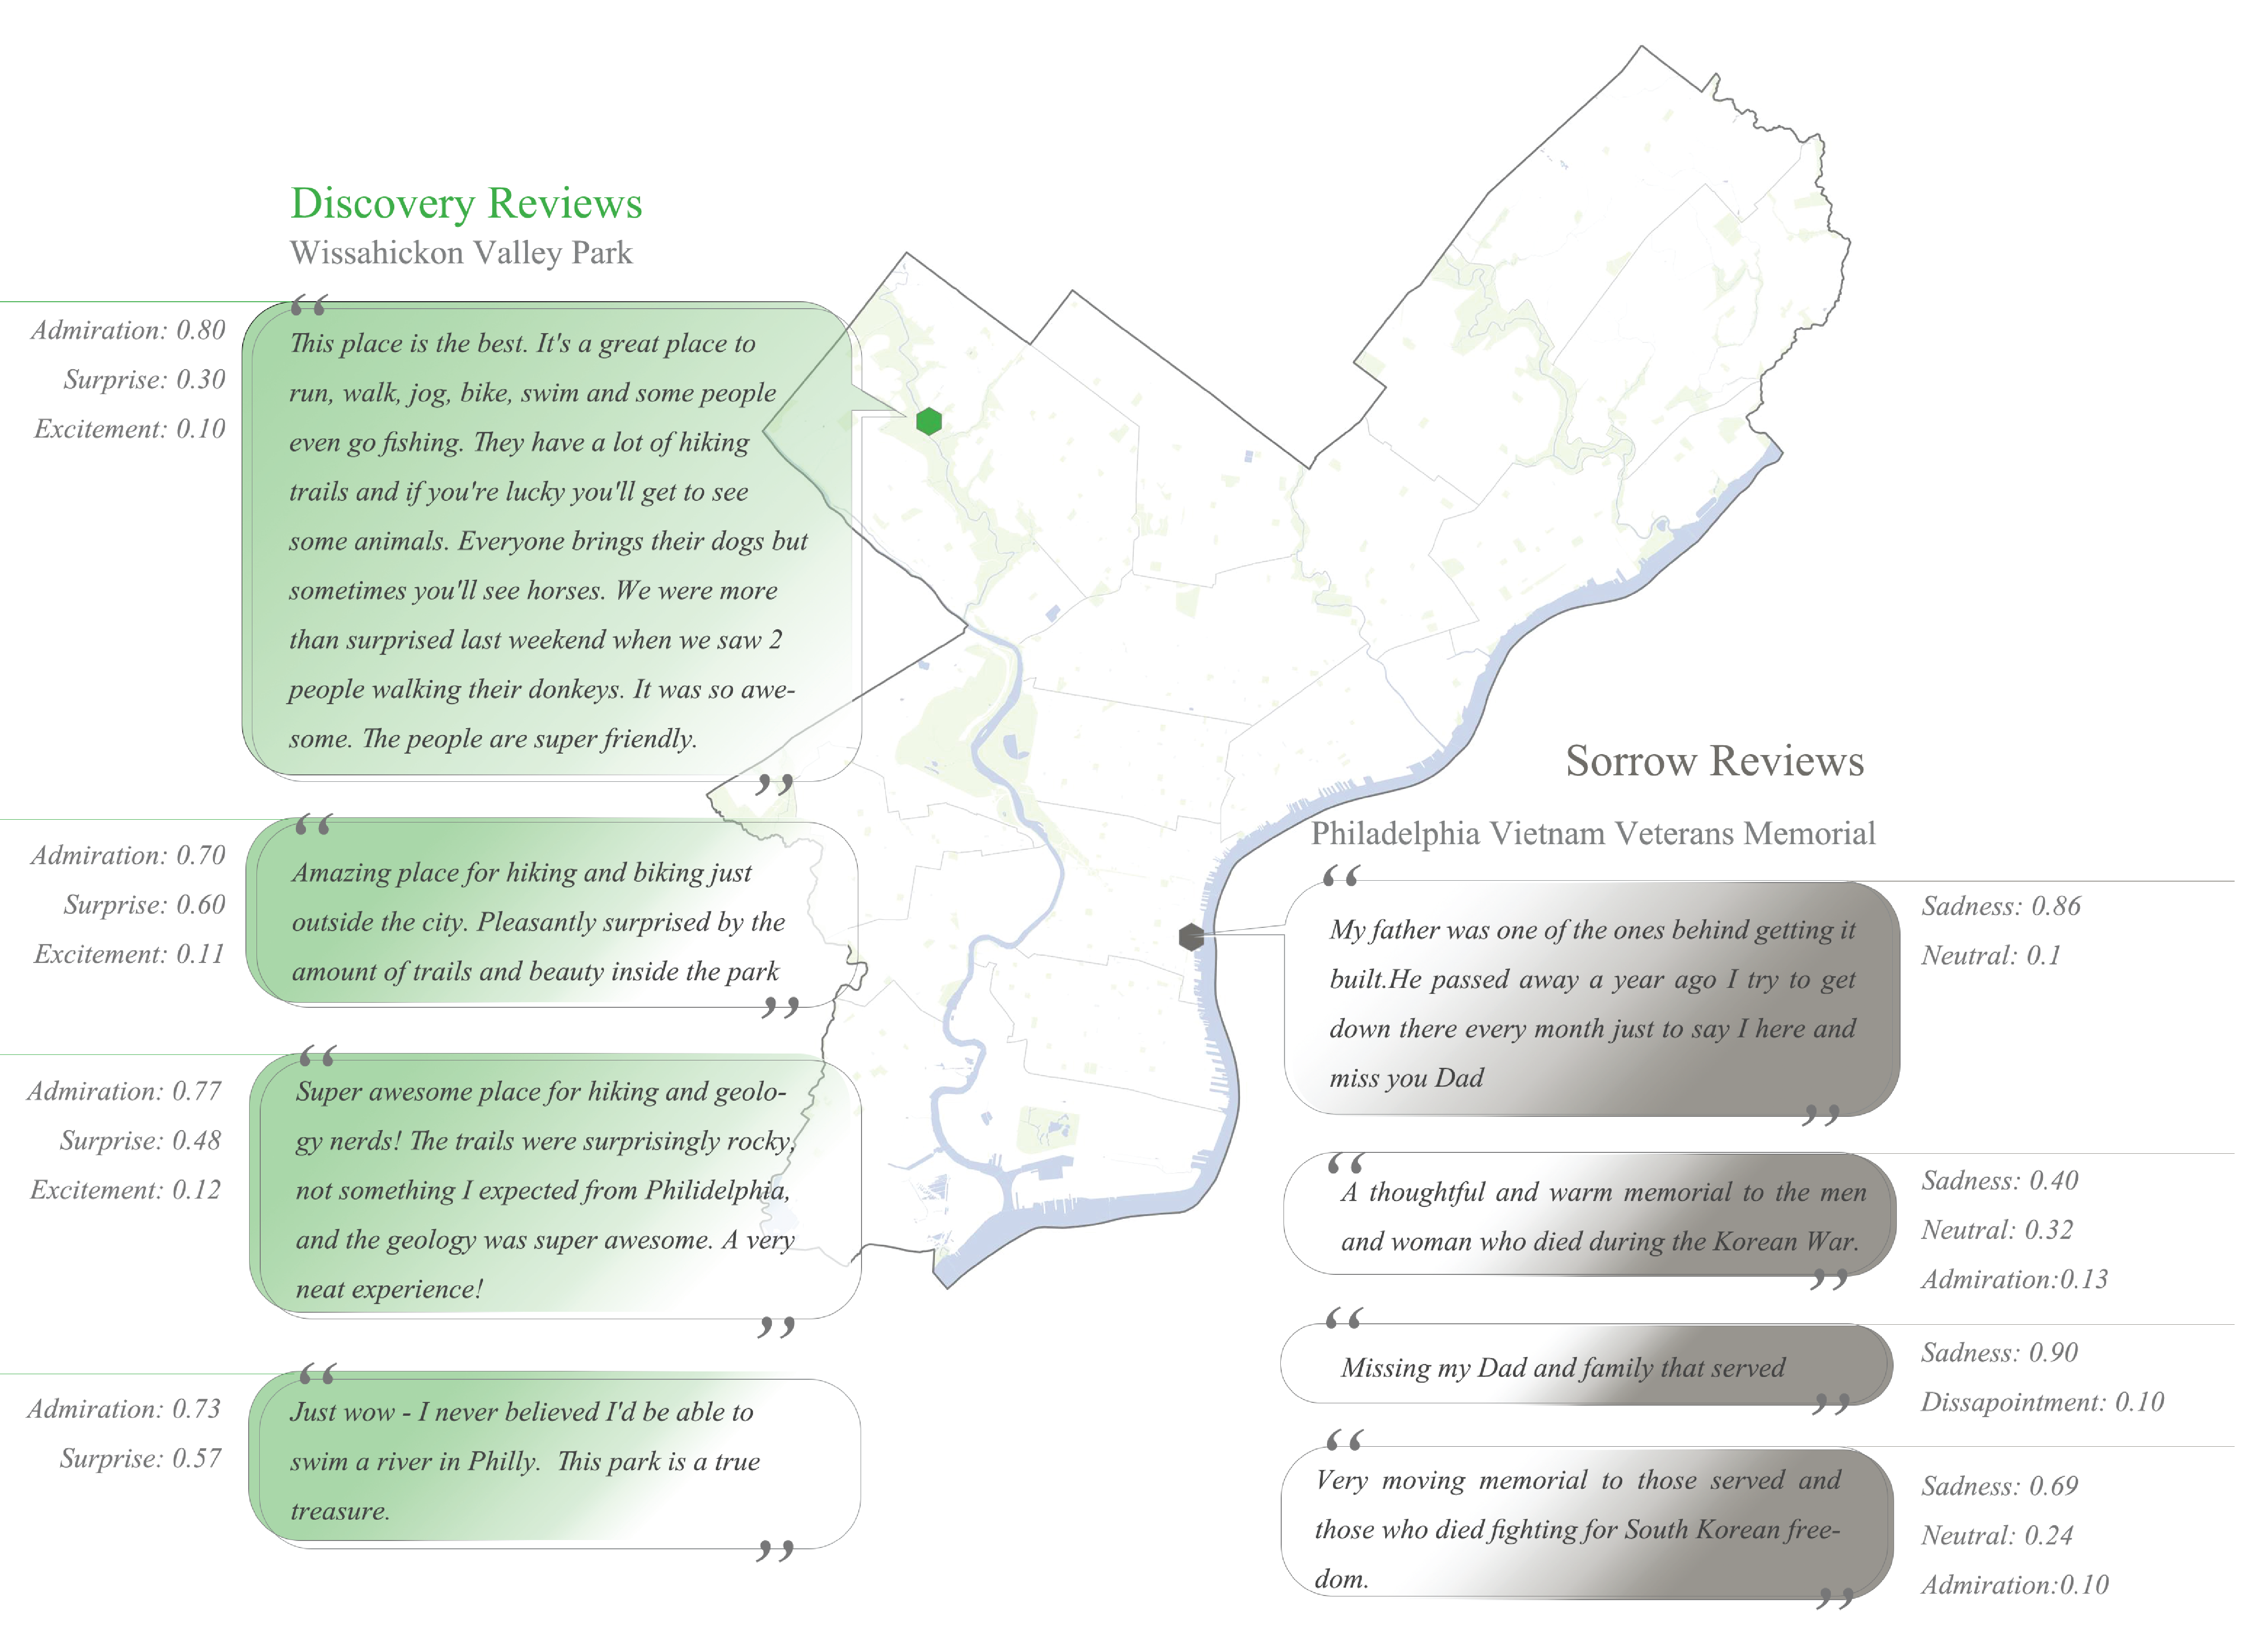 Discovery Reviews
Wissahickon Valley Park
Admiration: 0.80
Surprise: 0.30
Excitement: 0.10
“
This place is the best. It's a great place to
run, walk, jog, bike, swim and some people
even go fishing. They have a lot of hiking
trails and if you're lucky you'll get to see
some animals. Everyone brings their dogs but
sometimes you'll see horses. We were more
than surprised last weekend when we saw 2
people walking their donkeys. It was so awe-
some. The people are super friendly.
”
Admiration: 0.70
Surprise: 0.60
Excitement: 0.11
“
Amazing place for hiking and biking just
outside the city. Pleasantly surprised by the
amount of trails and beauty inside the park
”
Admiration: 0.77
Surprise: 0.48
Excitement: 0.12
“
Super awesome place for hiking and geolo-
gy nerds! The trails were surprisingly rocky,
not something I expected from Philidelphia,
and the geology was super awesome. A very
neat experience!
”
Admiration: 0.73
Surprise: 0.57
“
Just wow - I never believed I'd be able to
swim a river in Philly.  This park is a true
treasure.
”
Sorrow Reviews
Philadelphia Vietnam Veterans Memorial
“
My father was one of the ones behind getting it
built.He passed away a year ago I try to get
down there every month just to say I here and
miss you Dad
”
Sadness: 0.86
Neutral: 0.1
“
A thoughtful and warm memorial to the men
and woman who died during the Korean War.
”
Sadness: 0.40
Neutral: 0.32
Admiration:0.13
“
Missing my Dad and family that served
”
Sadness: 0.90
Dissapointment: 0.10
“
Very moving memorial to those served and
those who died fighting for South Korean free-
dom.
”
Sadness: 0.69
Neutral: 0.24
Admiration:0.10